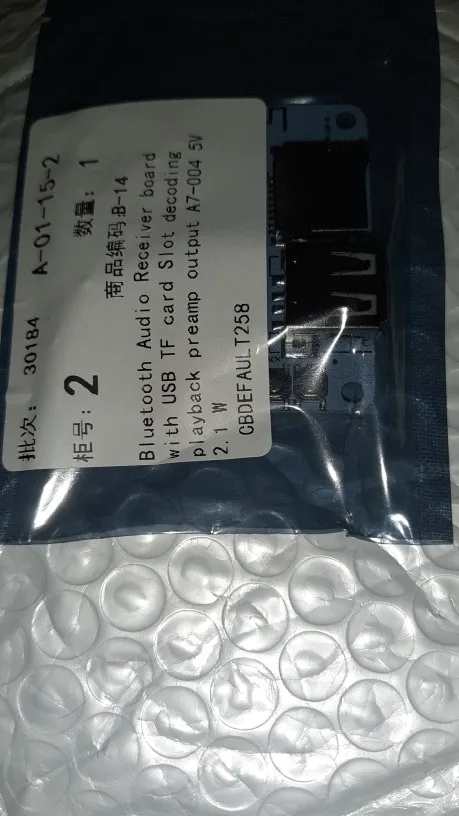 批次: 30184 A-01-15-2
柜号: 2 数量: 1
商品编码:B-14
Bluetooth Audio Receiver board
with USB TF card Slot decoding
playback preamp output A7-004 5V
2.1 W
CBDEFAULT258